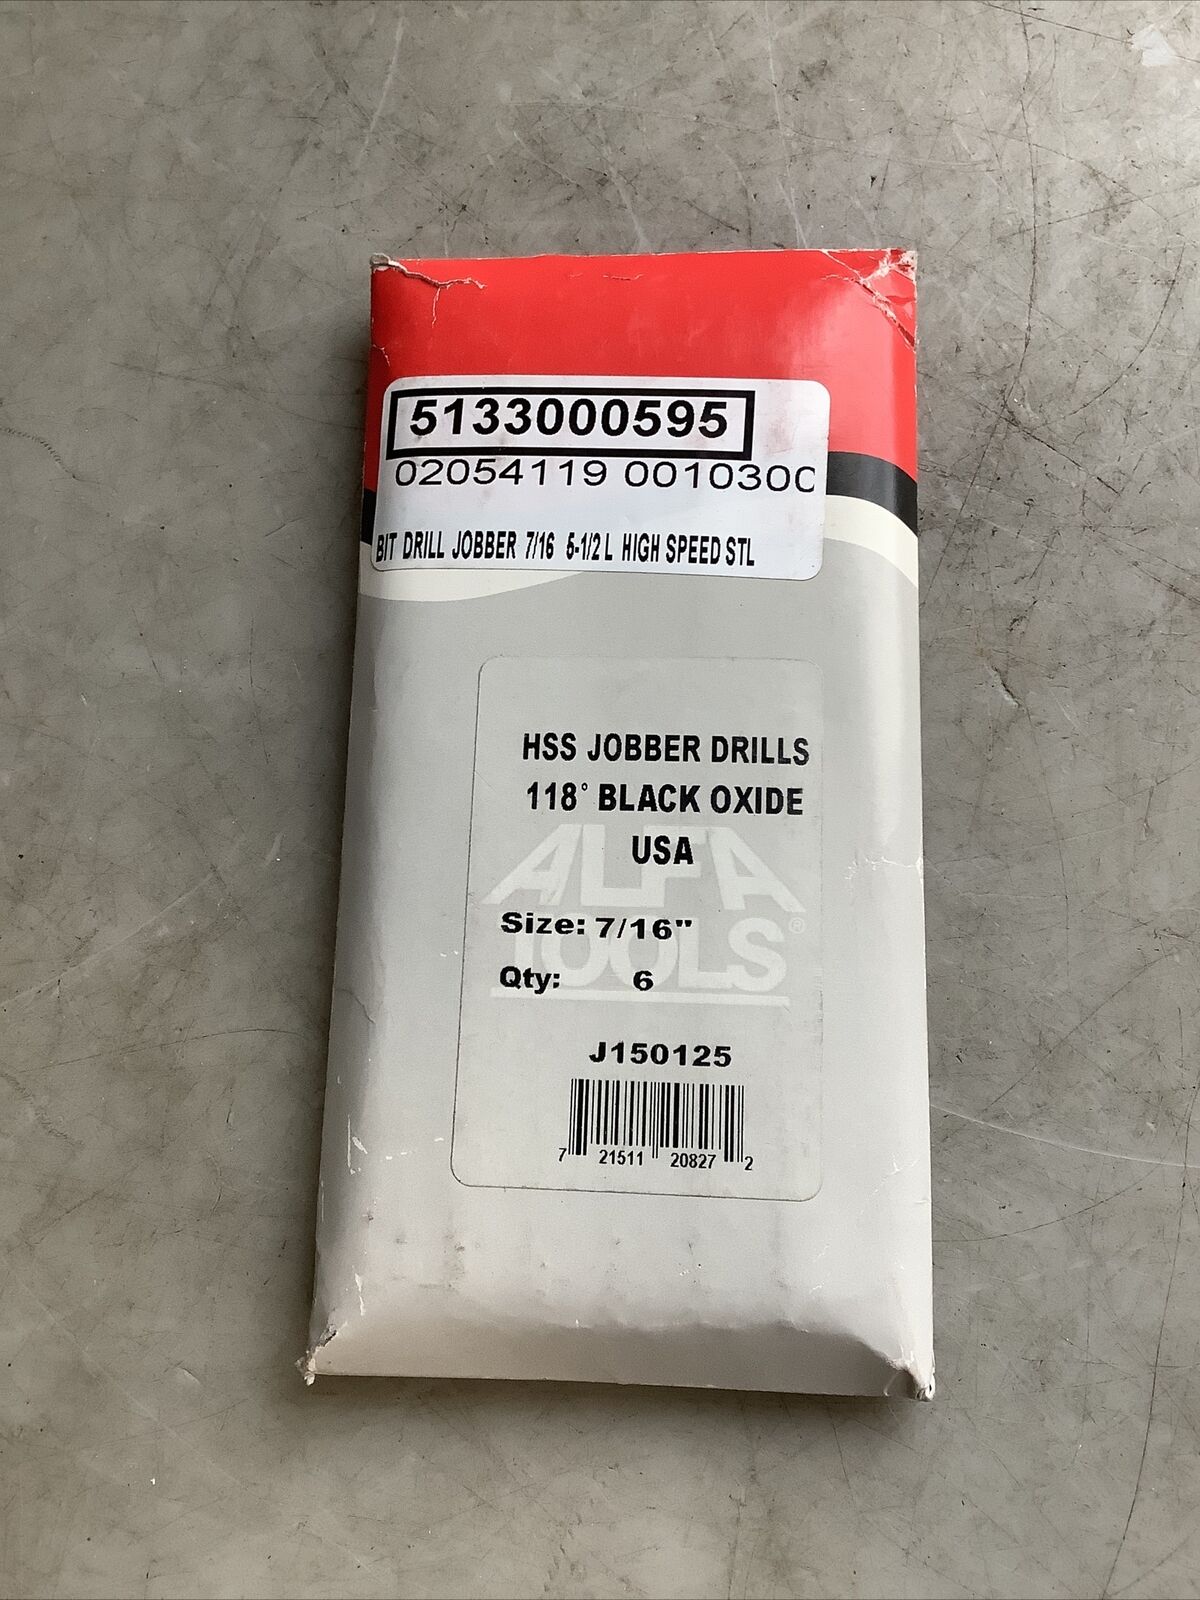 5133000595
02054119 0010300
BIT DRILL JOBBER 7/16 5-1/2 L HIGH SPEED STL
HSS JOBBER DRILLS
118° BLACK OXIDE
USA
ALFA
TOOLS®
Size: 7/16"
Qty: 6
J150125
7 21511 20827 2